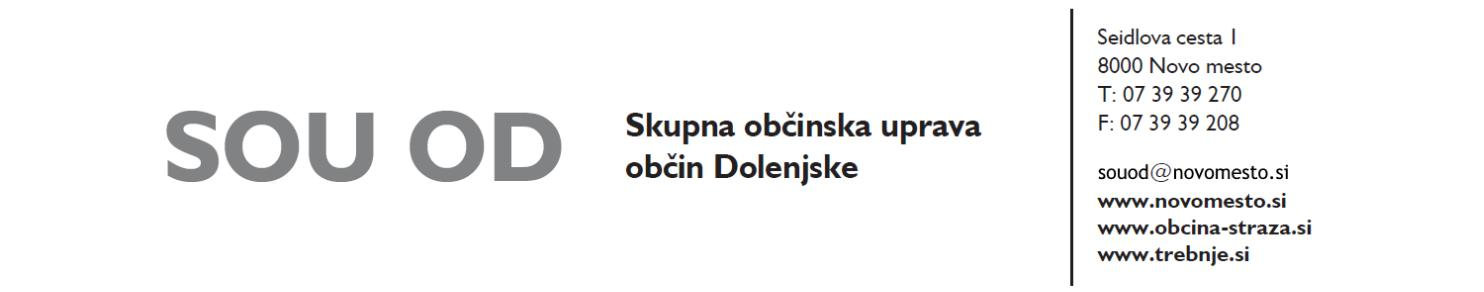 SOU OD
Skupna občinska uprava
občin Dolenjske
Seidlova cesta 1
8000 Novo mesto
T: 07 39 39 270
F: 07 39 39 208
souod@novomesto.si
www.novomesto.si
www.obcina-straza.si
www.trebnje.si